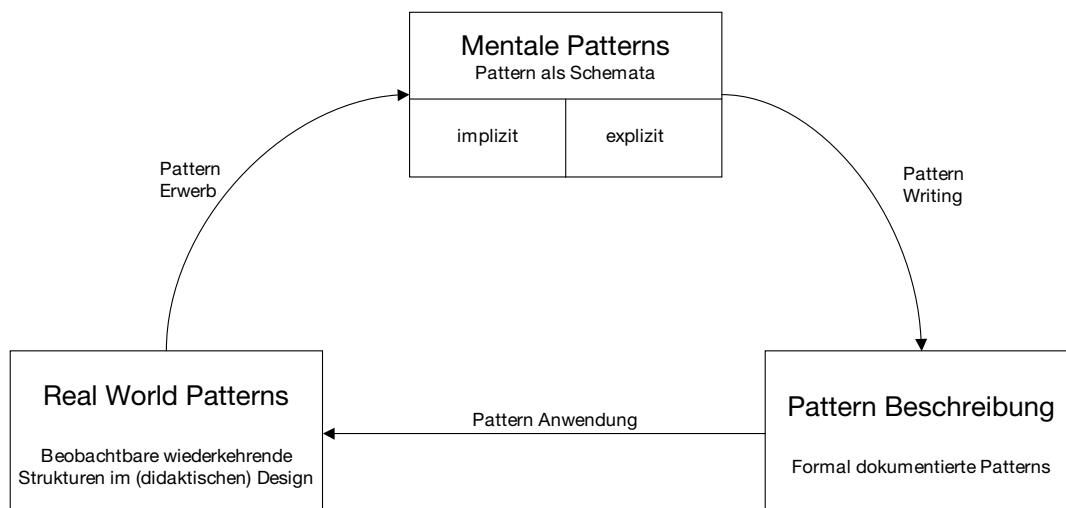 Mentale Patterns
Pattern als Schemata
implizit
explizit
Pattern
Erwerb
Pattern
Writing
Real World Patterns
Beobachtbare wiederkehrende
Strukturen im (didaktischen) Design
Pattern Anwendung
Pattern Beschreibung
Formal dokumentierte Patterns